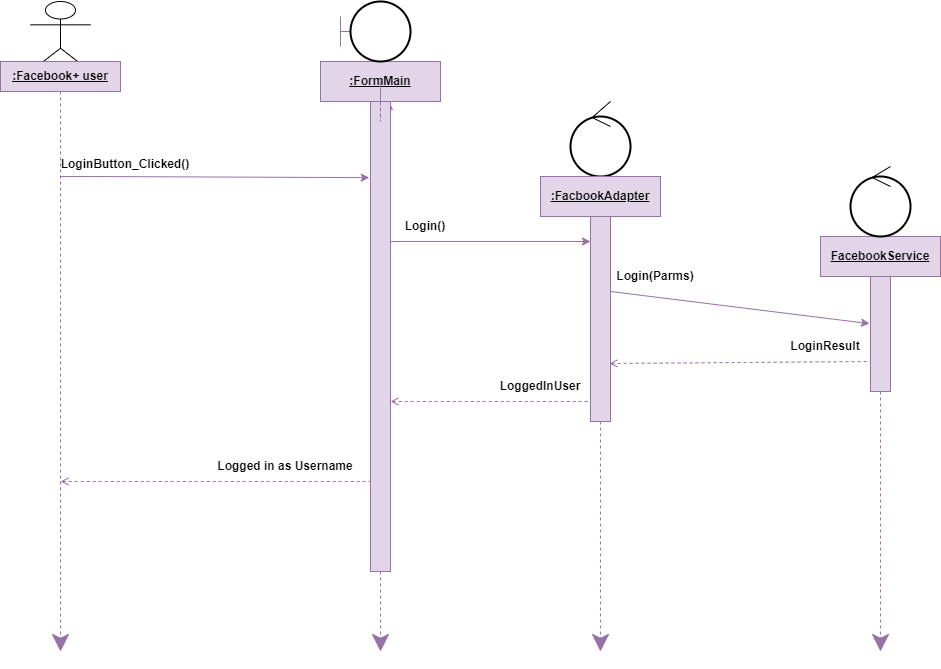 :Facebook+ user
:FormMain
:FacbookAdapter
FacebookService
LoginButton_Clicked()
Login()
Login(Parms)
LoginResult
LoggedInUser
Logged in as Username